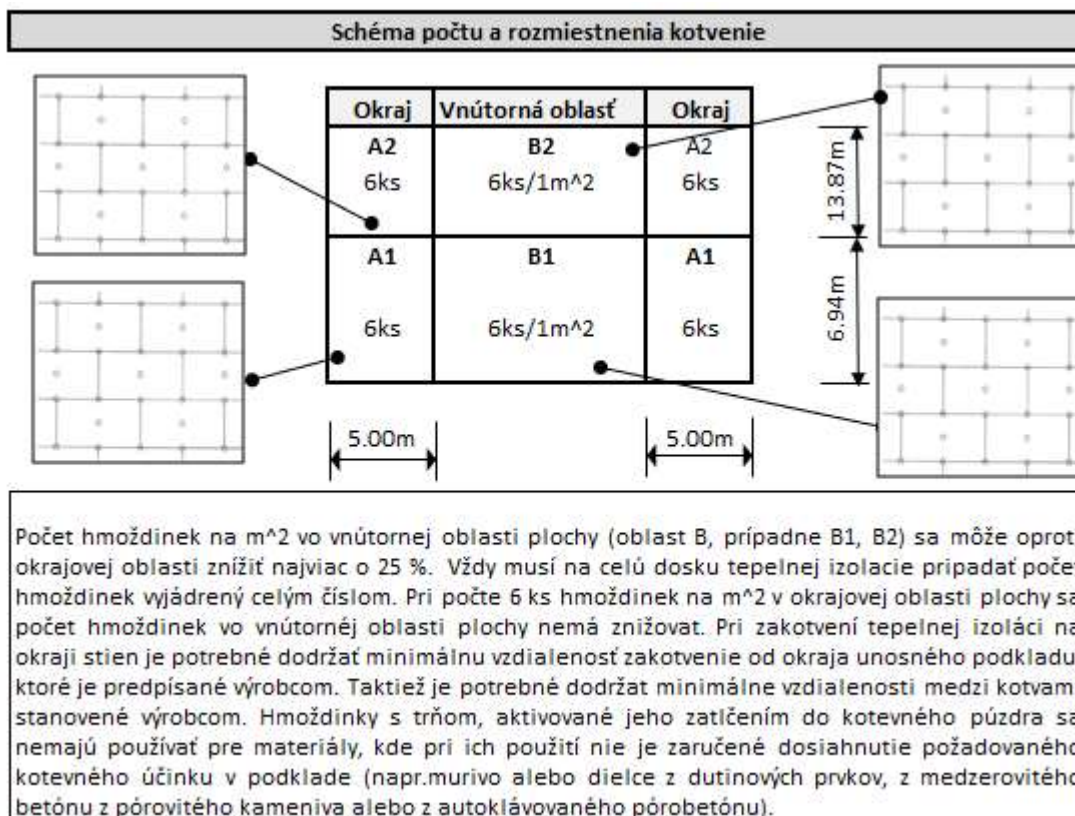 Schéma počtu a rozmiestnenia kotvenie
Okraj Vnútorná oblasť Okraj
A2 B2 A2
6ks 6ks/1m^2 6ks
13.87m
A1 B1 A1
6ks 6ks/1m^2 6ks
6.94m
5.00m 5.00m
Počet hmoždinek na m^2 vo vnútornej oblasti plochy (oblast B, prípadne B1, B2) sa môže oprot
okrajovej oblasti znížiť najviac o 25 %. Vždy musí na celú dosku tepelnej izolacie pripadať poče
hmoždinek vyjádrený celým číslom. Pri počte 6 ks hmoždinek na m^2 v okrajovej oblasti plochy sa
počet hmoždinek vo vnútornéj oblasti plochy nemá znižovat. Pri zakotvení tepelnej izoláci na
okraji stien je potrebné dodržať minimálnu vzdialenosť zakotvenie od okraja unosného podkladu
ktoré je predpísané výrobcom. Taktiež je potrebné dodržat minimálne vzdialenosti medzi kotvam
stanovené výrobcom. Hmoždinky s trňom, aktivované jeho zatlčením do kotevného púzdra sa
nemajú používať pre materiály, kde pri ich použití nie je zaručené dosiahnutie požadovaného
kotevného účinku v podklade (napr.murivo alebo dielce z dutinových prvkov, z medzerovitého
betónu z pórovitého kameniva alebo z autoklávovaného pórobetónu).